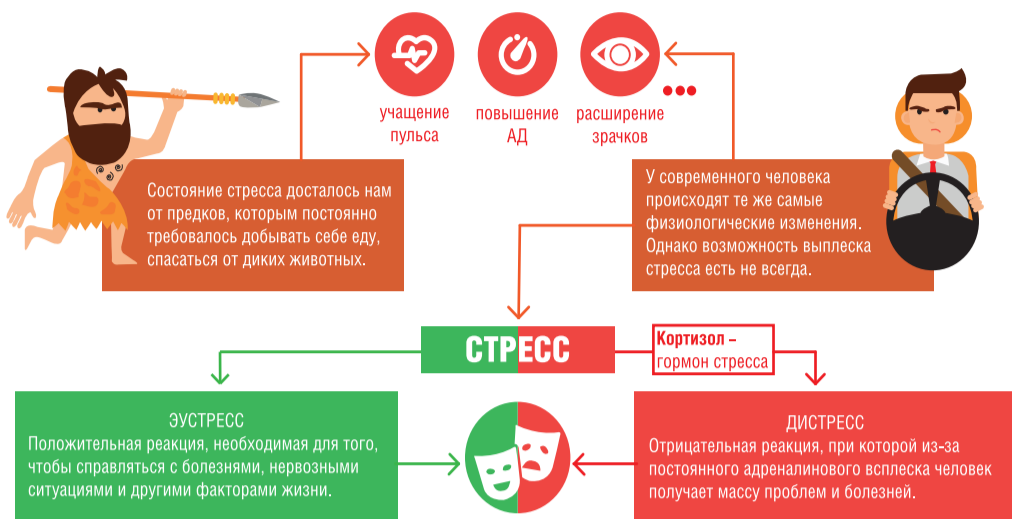 учащение
пульса
повышение
АД
расширение
зрачков
Состояние стресса досталось нам
от предков, которым постоянно
требовалось добывать себе еду,
спасаться от диких животных.
У современного человека
происходят те же самые
физиологические изменения.
Однако возможность выплеска
стресса есть не всегда.
СТРЕСС
Кортизол –
гормон стресса
ЭУСТРЕСС
Положительная реакция, необходимая для того,
чтобы справляться с болезнями, нервозными
ситуациями и другими факторами жизни.
ДИСТРЕСС
Отрицательная реакция, при которой из-за
постоянного адреналинового всплеска человек
получает массу проблем и болезней.